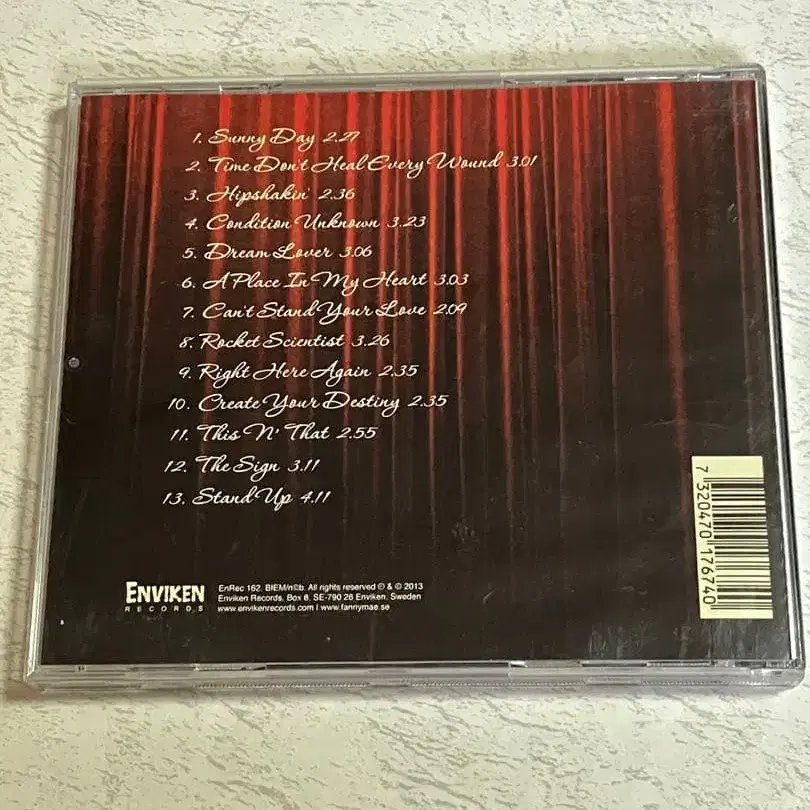 1. Sunny Day 2.27
2. Time Don't Heal Every Wound 3.01
3. Hipshakin' 2.36
4. Condition Unknown 3.23
5. Dream Lover 3.06
6. A Place In My Heart 3.03
7. Can't Stand Your Love 2.09
8. Rocket Scientist 3.26
9. Right Here Again 2.35
10. Create Your Destiny 2.35
11. This N' That 2.55
12. The Sign 3.11
13. Stand Up 4.11
ENVIKEN
RECORDS
EnRec 162. BIEM/n©b. All rights reserved ℗ & © 2013
Enviken Records. Box 8, SE-790 26 Enviken. Sweden
www.envikenrecords.com | www.fannymae.se
7 320470 176740